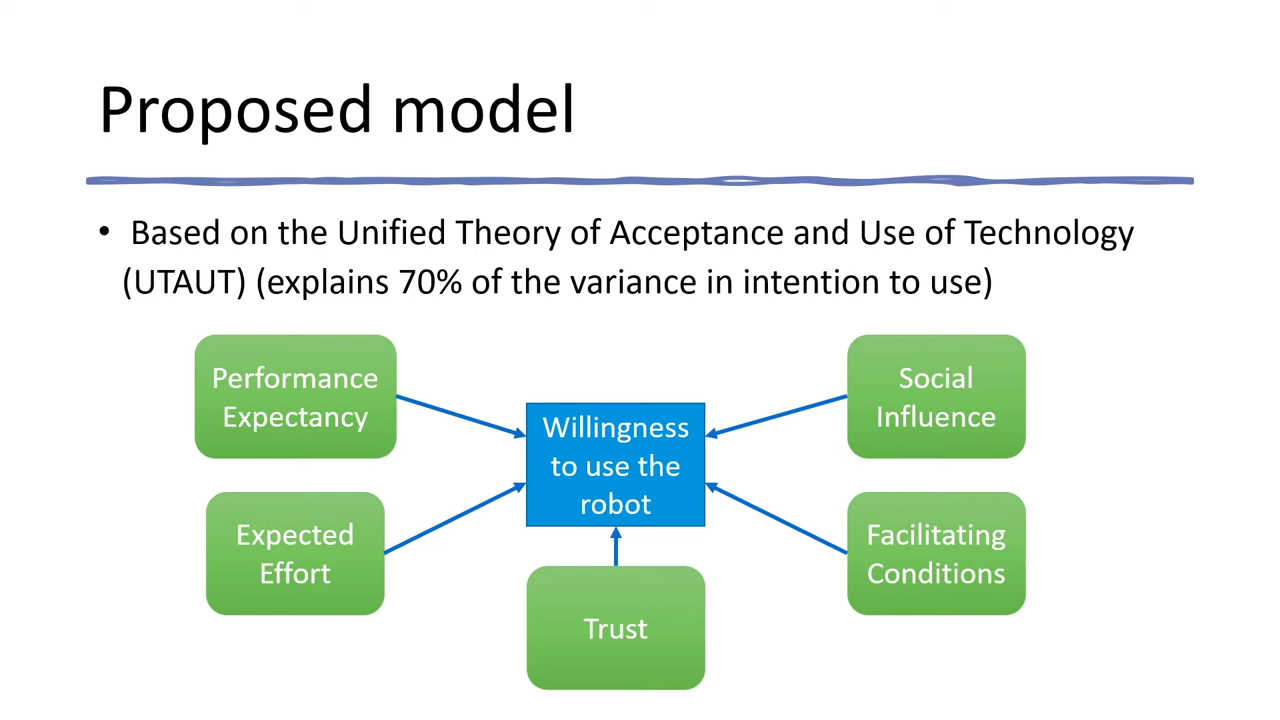 Proposed model
• Based on the Unified Theory of Acceptance and Use of Technology
(UTAUT) (explains 70% of the variance in intention to use)
Performance
Expectancy
Social
Influence
Willingness
to use the
robot
Expected
Effort
Facilitating
Conditions
Trust